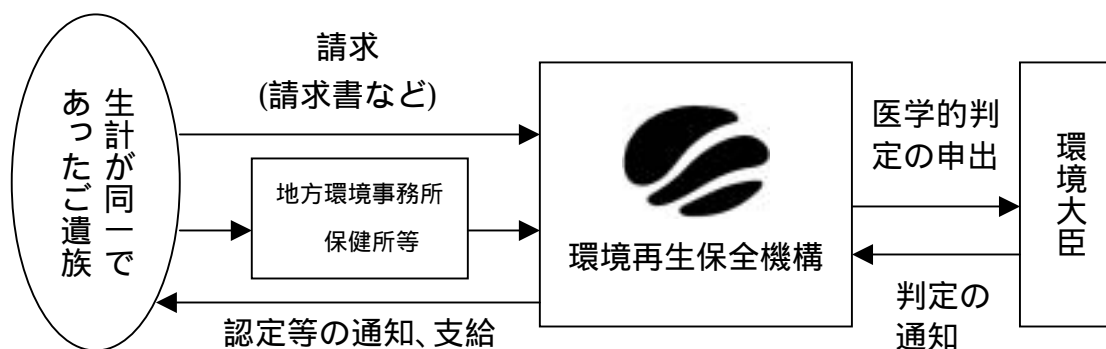 生計が同一で
あったご遺族
請求
(請求書など)
地方環境事務所
保健所等
認定等の通知、支給
環境再生保全機構
医学的判
定の申出
判定の
通知
環境大臣